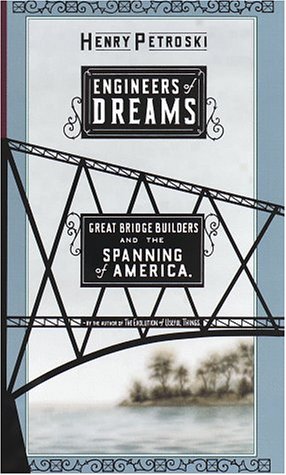 HENRY PETROSKI
ENGINEERS of
DREAMS
GREAT BRIDGE BUILDERS
AND THE
SPANNING
of AMERICA.
BY THE AUTHOR OF THE EVOLUTION OF USEFUL THINGS